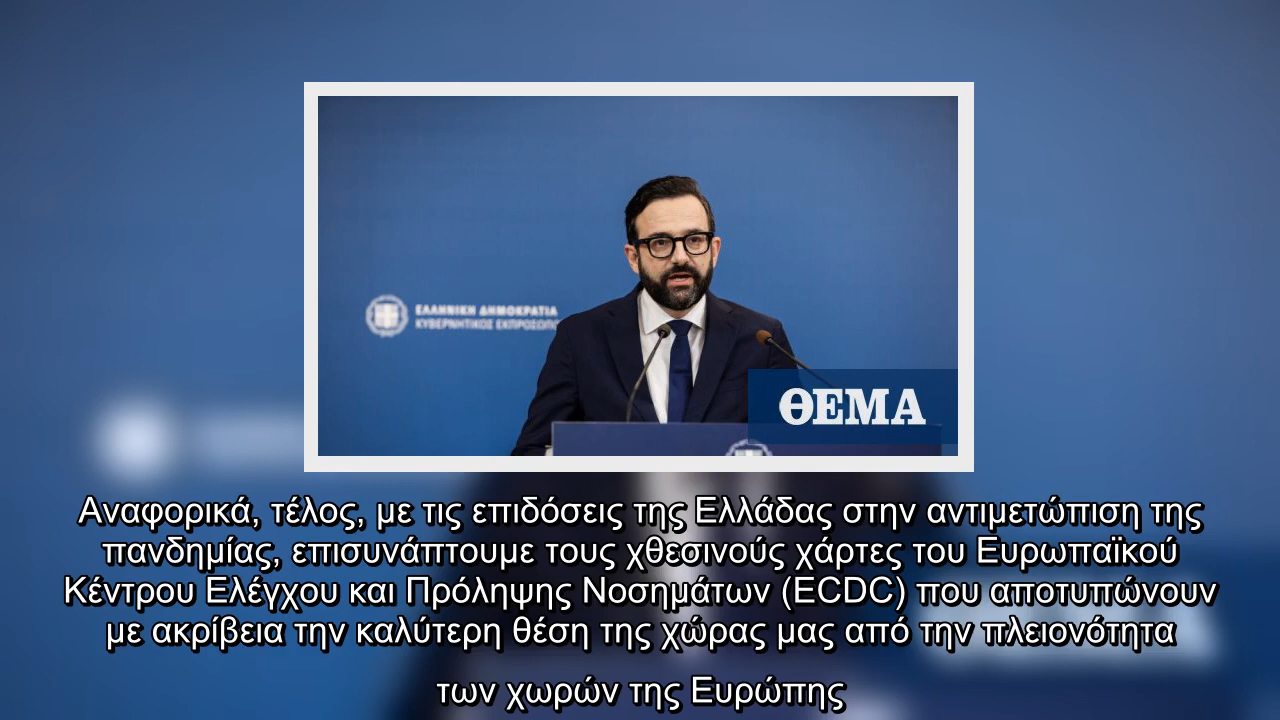 ΕΛΛΗΝΙΚΗ ΔΗΜΟΚΡΑΤΙΑ
ΚΥΒΕΡΝΗΤΙΚΟΣ ΕΚΠΡΟΣΩΠΟ
ΘΕΜΑ
Αναφορικά, τέλος, με τις επιδόσεις της Ελλάδας στην αντιμετώπιση της
πανδημίας, επισυνάπτουμε τους χθεσινούς χάρτες του Ευρωπαϊκού
Κέντρου Ελέγχου και Πρόληψης Νοσημάτων (ECDC) που αποτυπώνουν
με ακρίβεια την καλύτερη θέση της χώρας μας από την πλειονότητα
των χωρών της Ευρώπης